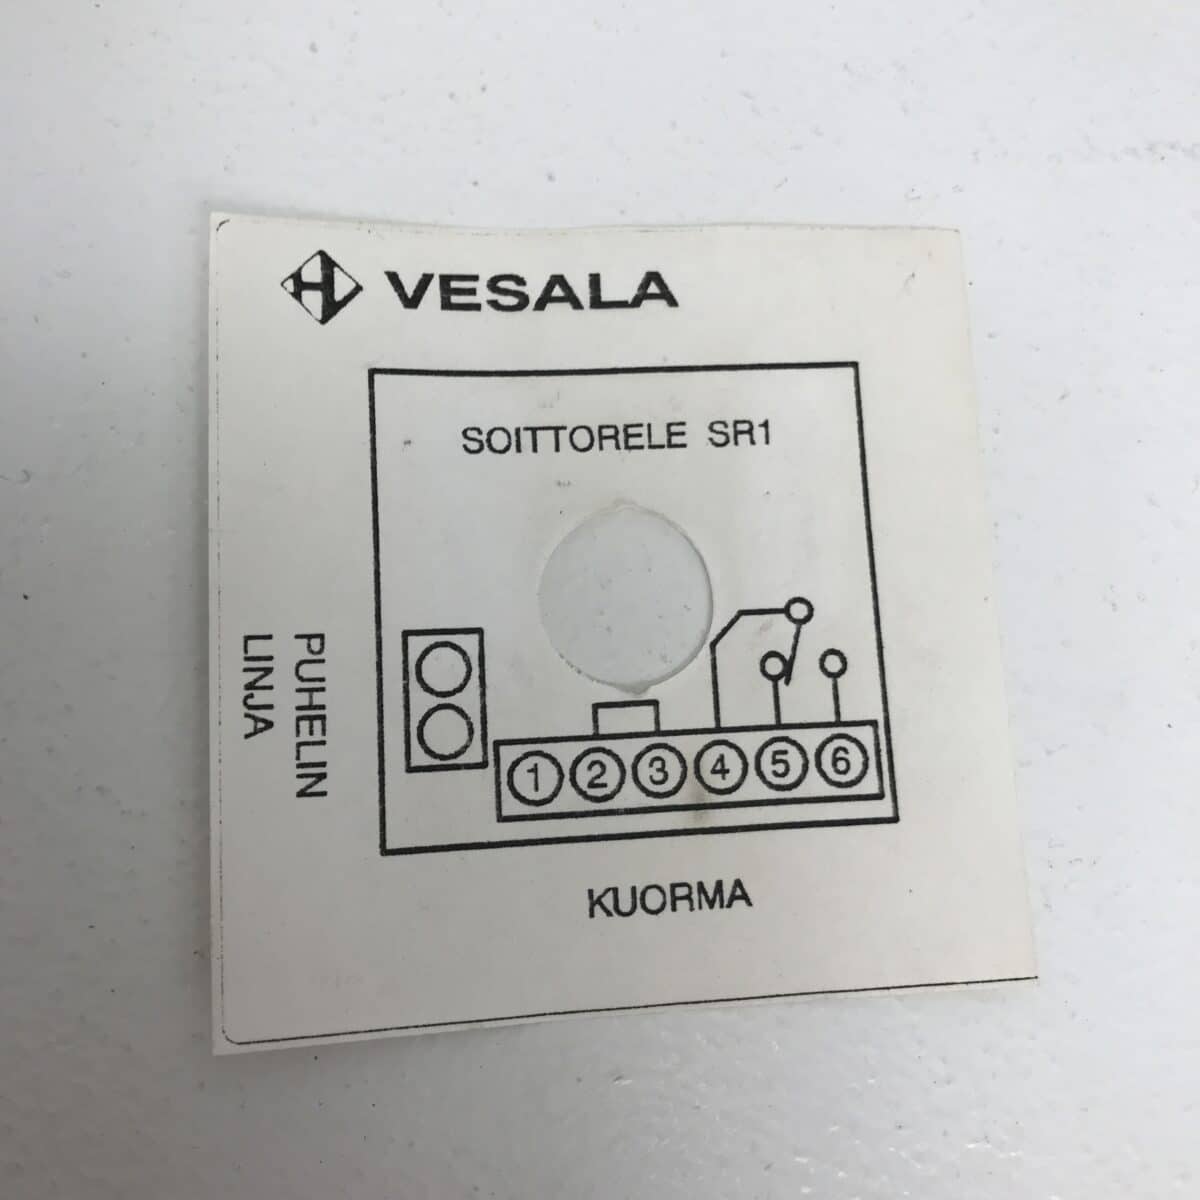 VESALA
SOITTORELE SR1
PUHELIN
LINJA
1 2 3 4 5 6
KUORMA